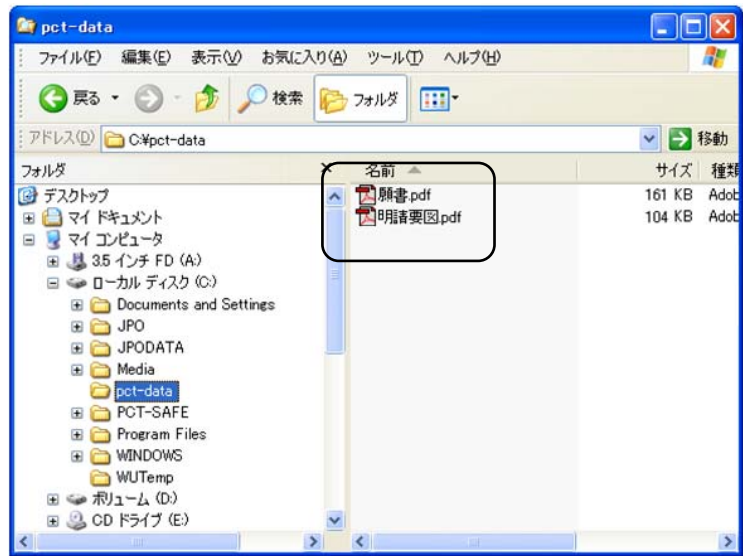 pct-data
ファイル(F) 編集(E) 表示(V) お気に入り(A) ツール(T) ヘルプ(H)
戻る 検索 フォルダ
アドレス(D) C:¥pct-data 移動
フォルダ × 名前 サイズ 種類
デスクトップ 願書.pdf 161 KB Adob
マイ ドキュメント 明請要図.pdf 104 KB Adob
マイ コンピュータ
3.5 インチ FD (A:)
ローカル ディスク (C:)
Documents and Settings
JPO
JPODATA
Media
pct-data
PCT-SAFE
Program Files
WINDOWS
WUTemp
ボリューム (D:)
CD ドライブ (E:)